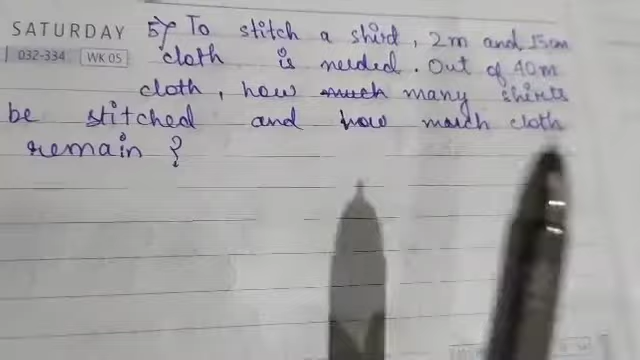 SATURDAY 5) To stitch a shird, 2m and 15cm
032-334 WK 05 cloth is needed. Out of 40m
cloth, how much many shirts
be stitched and how much cloth
remain ?